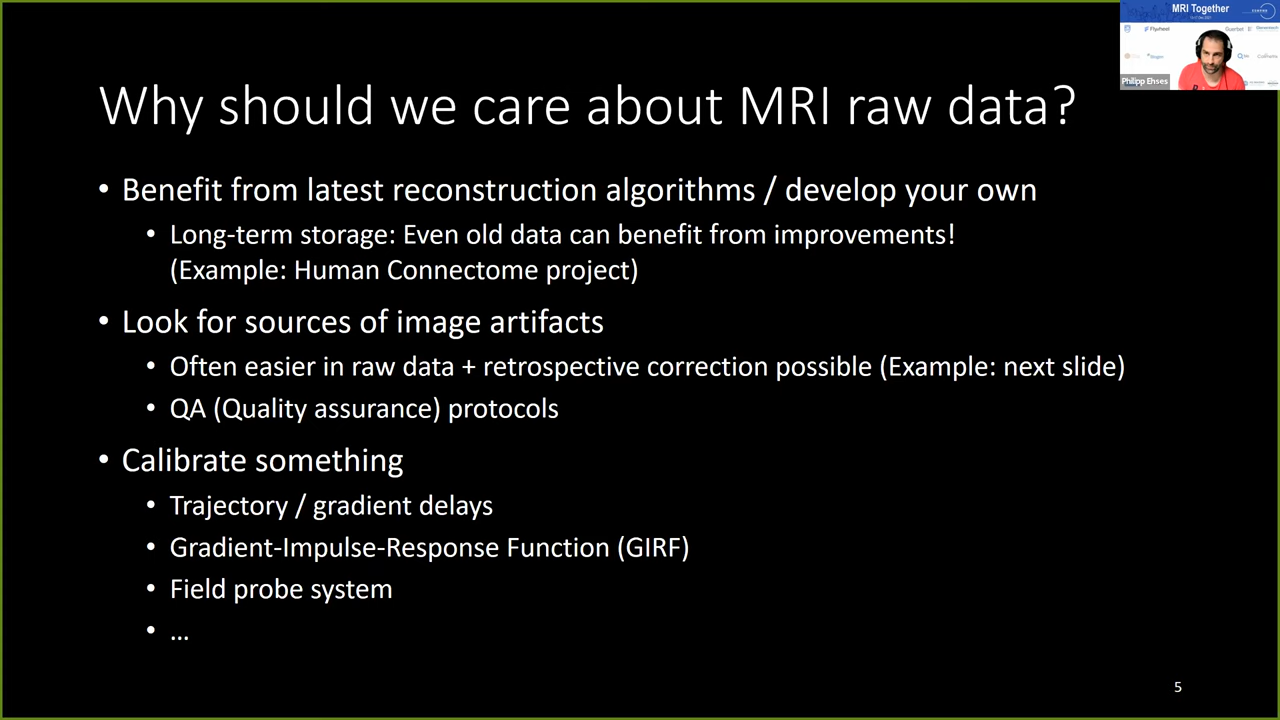 MRI Together
Flywheel
Philipp Ehses
Why should we care about MRI raw data?
• Benefit from latest reconstruction algorithms / develop your own
• Long-term storage: Even old data can benefit from improvements!
(Example: Human Connectome project)
• Look for sources of image artifacts
• Often easier in raw data + retrospective correction possible (Example: next slide)
• QA (Quality assurance) protocols
• Calibrate something
• Trajectory / gradient delays
• Gradient-Impulse-Response Function (GIRF)
• Field probe system
• …
5